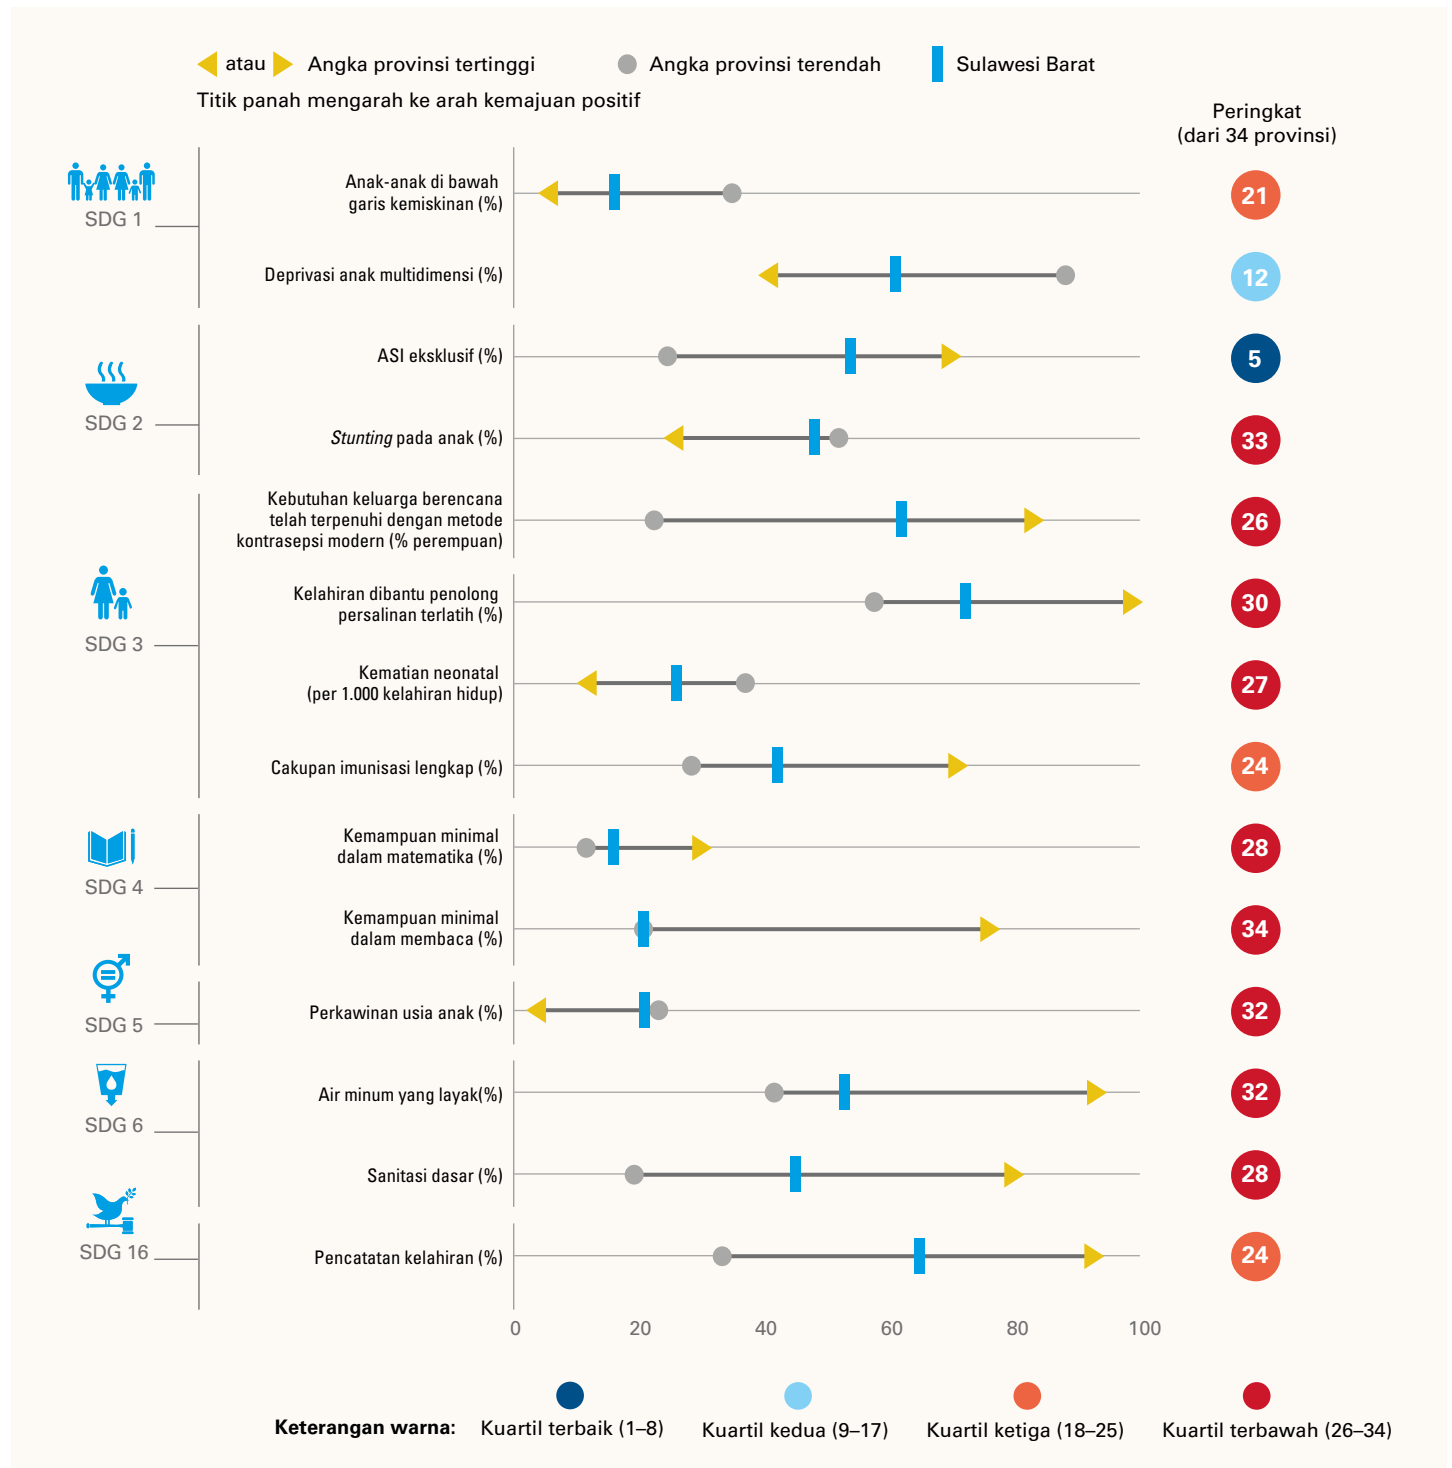 atau Angka provinsi tertinggi Angka provinsi terendah Sulawesi Barat
Titik panah mengarah ke arah kemajuan positif
Peringkat
(dari 34 provinsi)
SDG 1
Anak-anak di bawah
garis kemiskinan (%)
21
Deprivasi anak multidimensi (%)
12
SDG 2
ASI eksklusif (%)
5
Stunting pada anak (%)
33
SDG 3
Kebutuhan keluarga berencana
telah terpenuhi dengan metode
kontrasepsi modern (% perempuan)
26
Kelahiran dibantu penolong
persalinan terlatih (%)
30
Kematian neonatal
(per 1.000 kelahiran hidup)
27
Cakupan imunisasi lengkap (%)
24
SDG 4
Kemampuan minimal
dalam matematika (%)
28
Kemampuan minimal
dalam membaca (%)
34
SDG 5
Perkawinan usia anak (%)
32
SDG 6
Air minum yang layak(%)
32
Sanitasi dasar (%)
28
SDG 16
Pencatatan kelahiran (%)
24
0 20 40 60 80 100
Keterangan warna: Kuartil terbaik (1–8) Kuartil kedua (9–17) Kuartil ketiga (18–25) Kuartil terbawah (26–34)